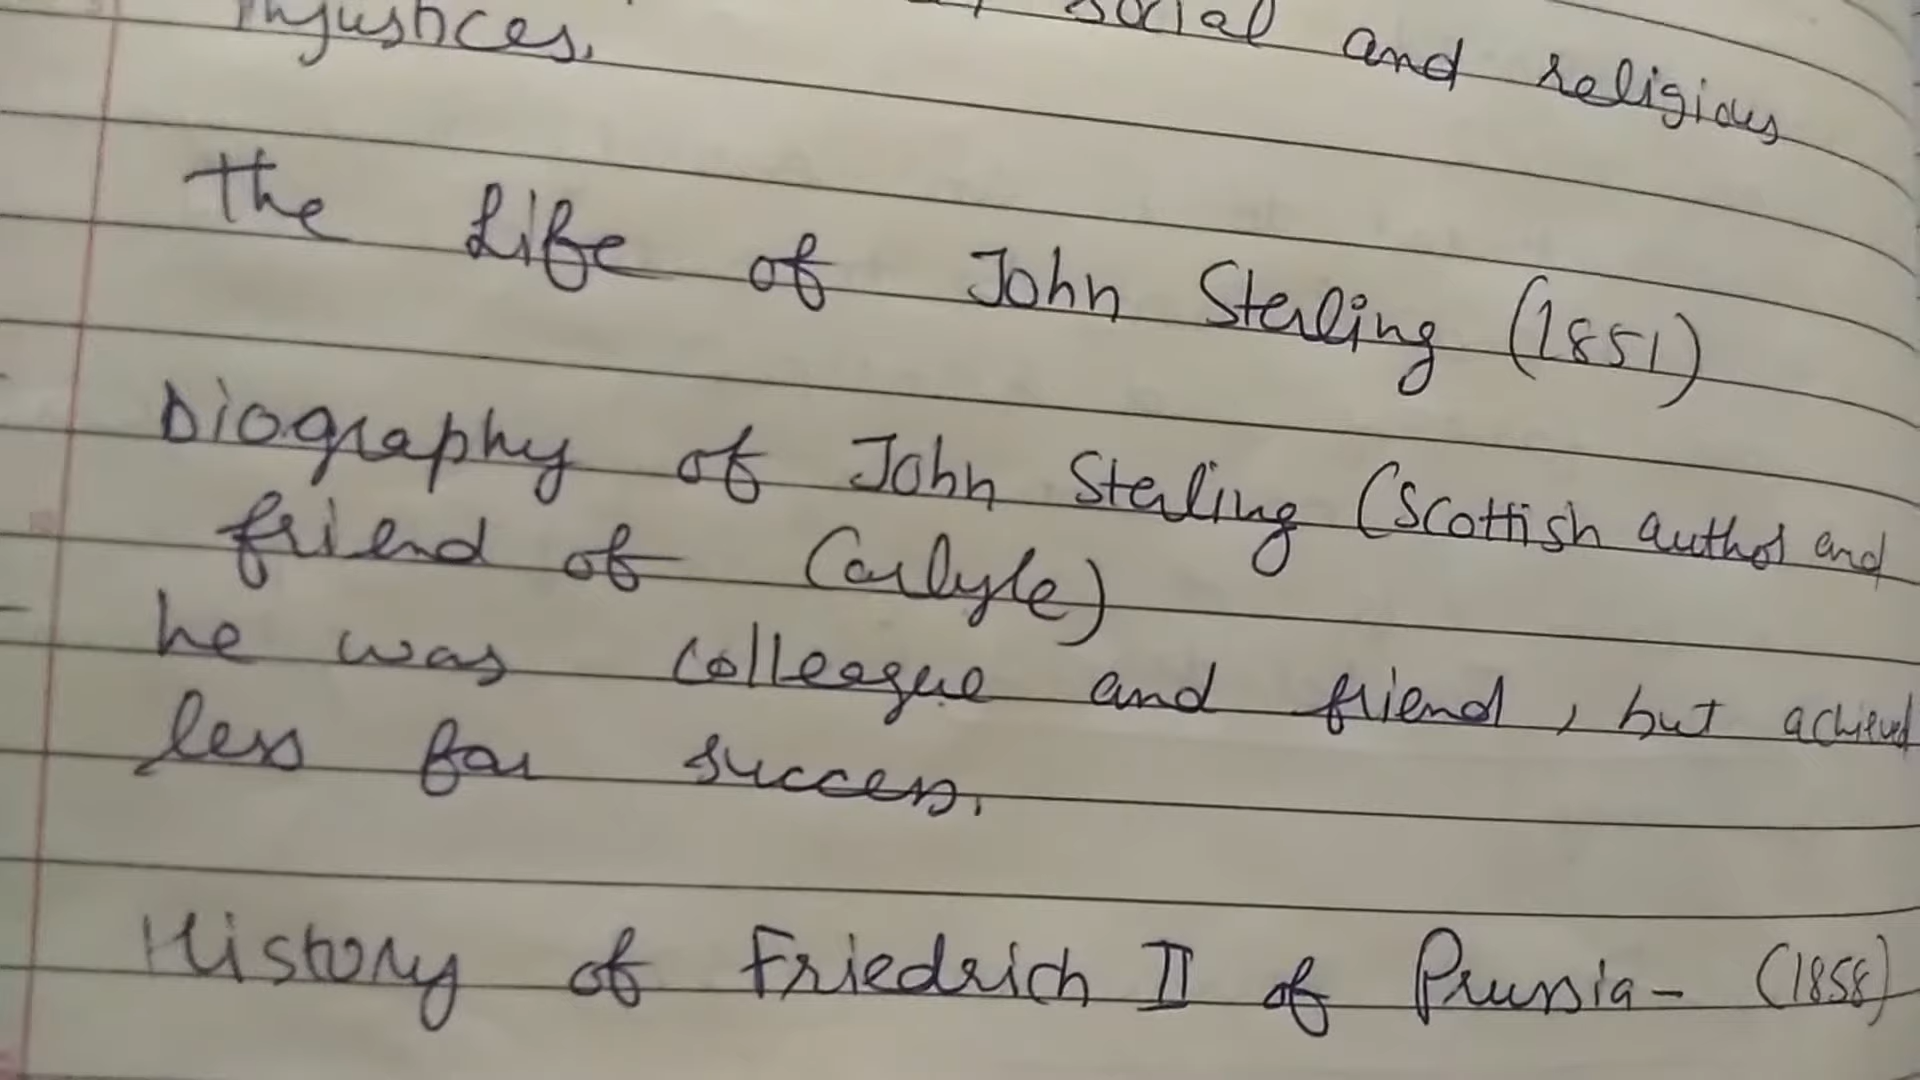 social and religious
injustices.
The Life of John Sterling (1851)
biography of John Sterling (Scottish author and
friend of Carlyle)
he was colleague and friend, but achieved
less far success.
History of Friedrich II of Prussia - (1858)